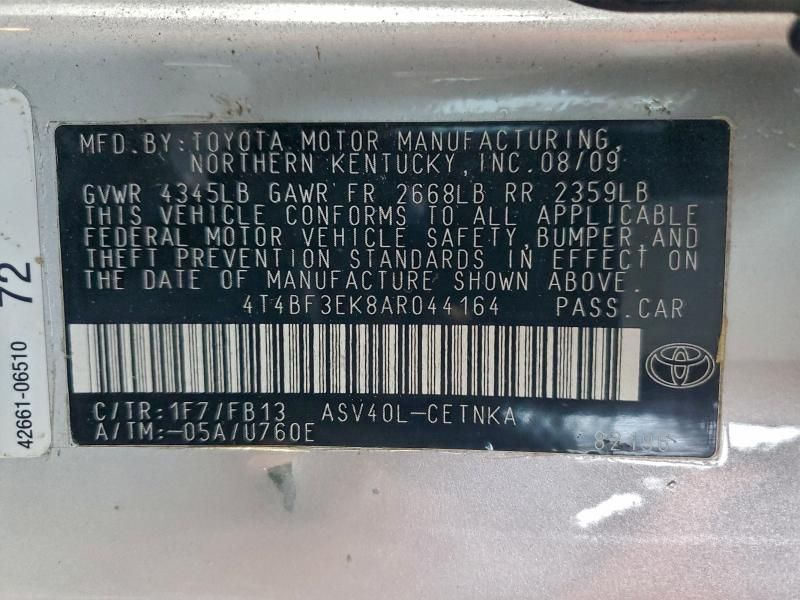 MFD.BY:TOYOTA MOTOR MANUFACTURING,
NORTHERN KENTUCKY,INC.08/09
GVWR 4345LB GAWR FR 2668LB RR 2359LB
THIS VEHICLE CONFORMS TO ALL APPLICABLE
FEDERAL MOTOR VEHICLE SAFETY,BUMPER,AND
THEFT PREVENTION STANDARDS IN EFFECT ON
THE DATE OF MANUFACTURE SHOWN ABOVE.
4T4BF3EK8AR044164 PASS.CAR
C/TR:1F7/FB13 ASV40L-CETNKA
A/TM:-05A/U760E
72
42661-06510